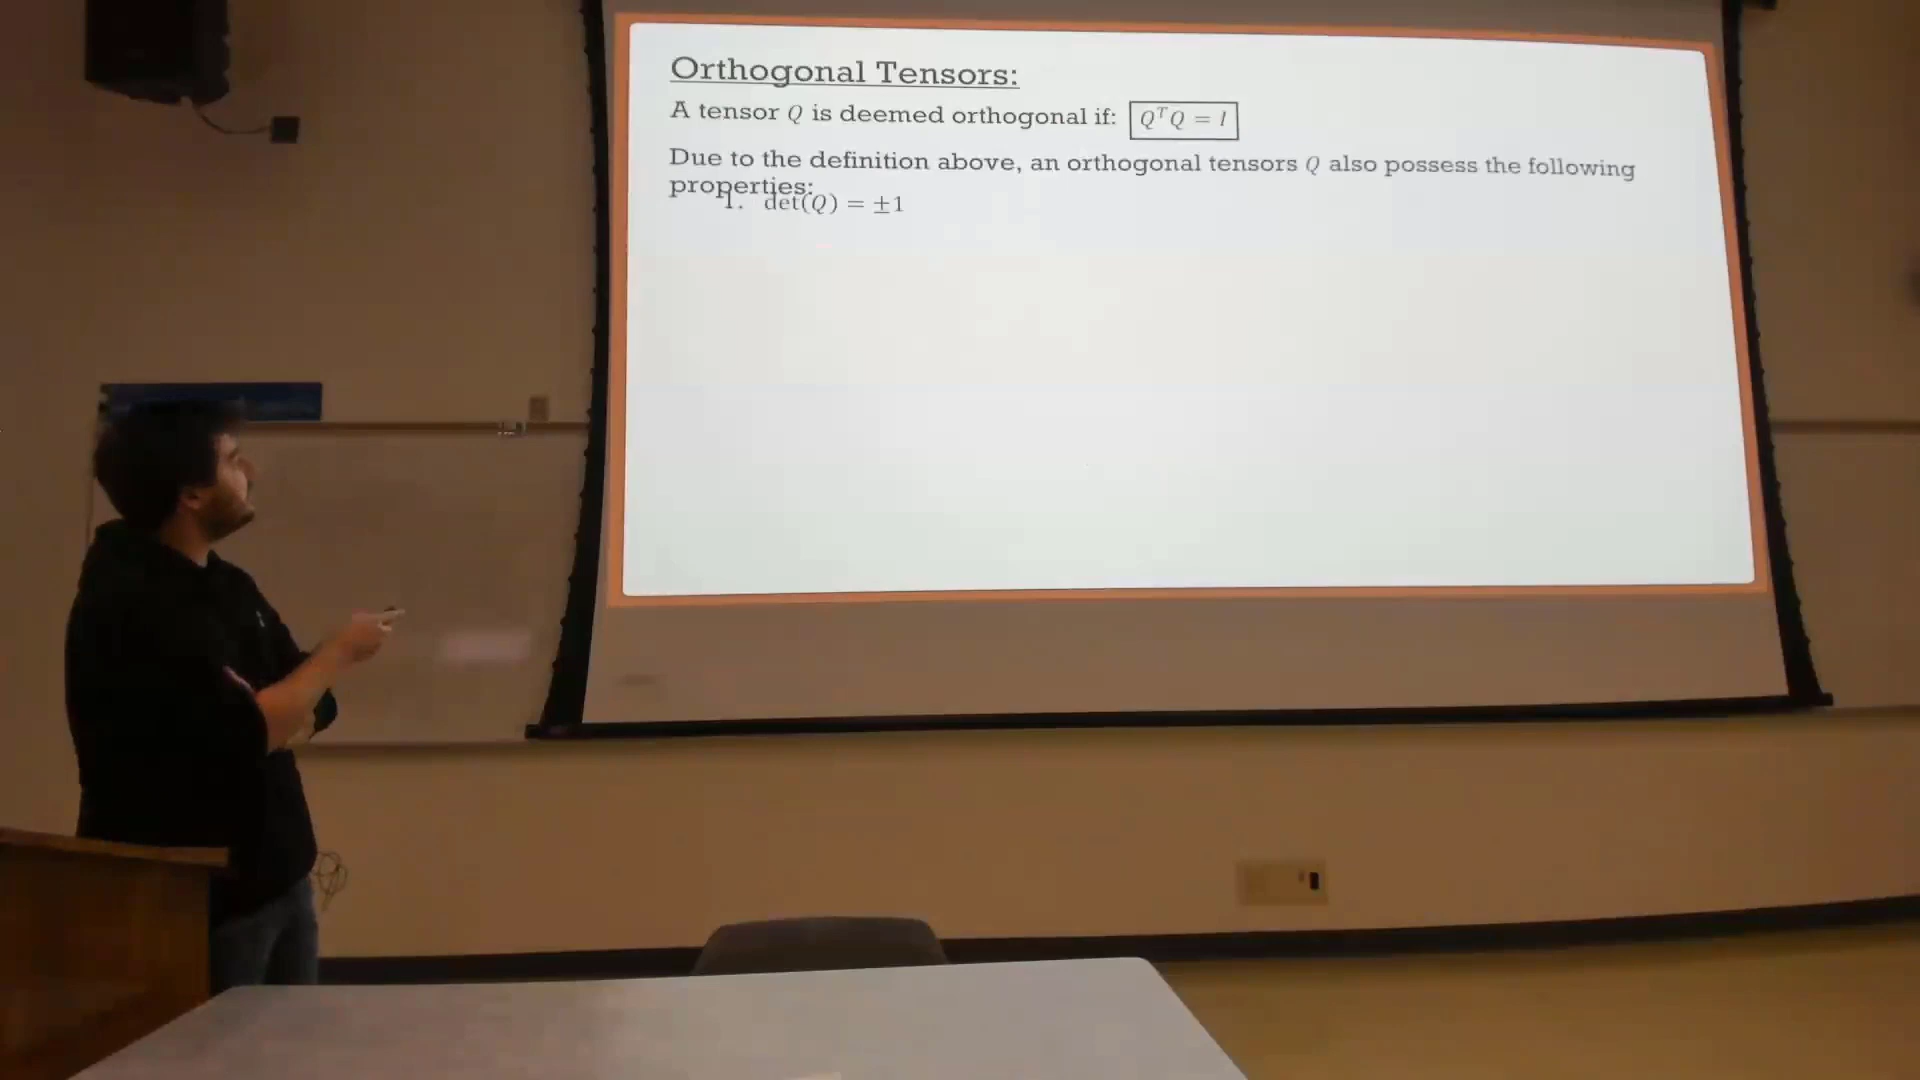 Orthogonal Tensors:
A tensor Q is deemed orthogonal if: QᵀQ = I
Due to the definition above, an orthogonal tensors Q also possess the following
properties:
1. det(Q) = ±1